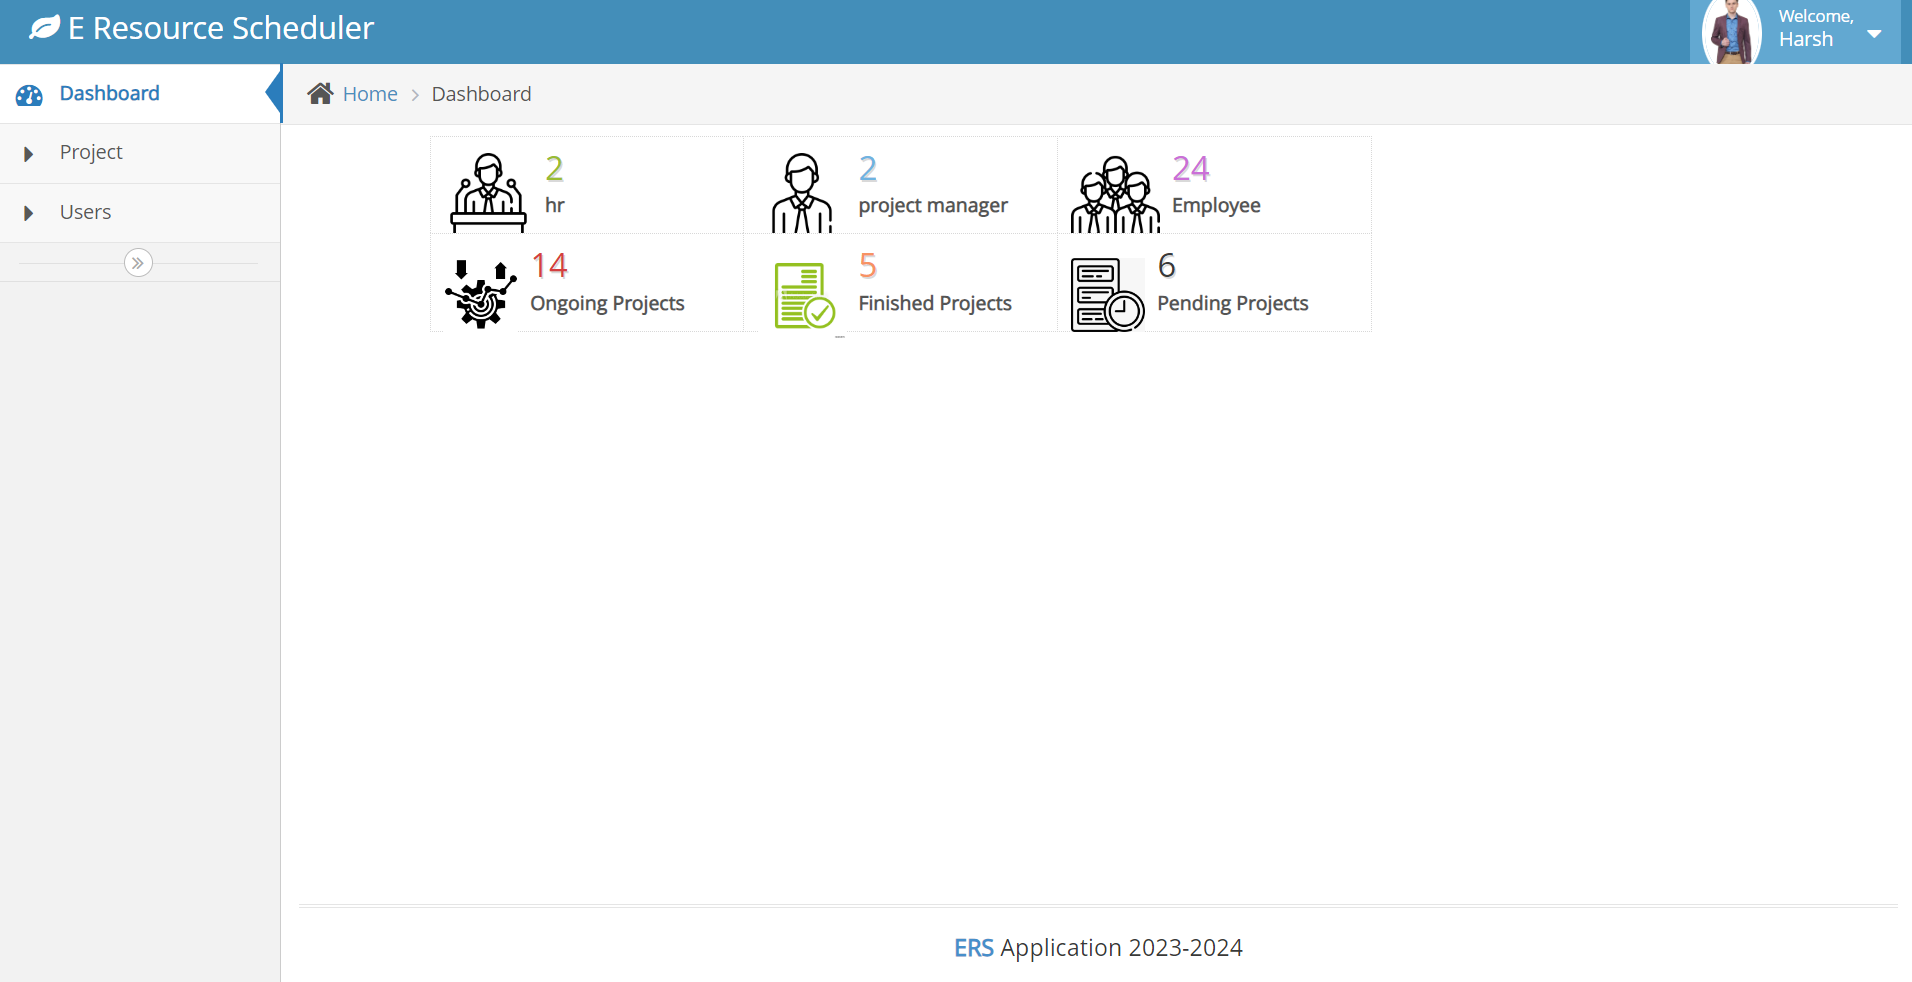 E Resource Scheduler
Welcome,
Harsh
Dashboard
Home > Dashboard
Project
Users
2
hr
2
project manager
24
Employee
14
Ongoing Projects
5
Finished Projects
6
Pending Projects
ERS Application 2023-2024